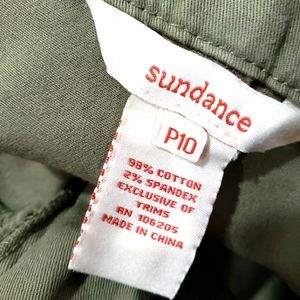 sundance
P10
98% COTTON
2% SPANDEX
EXCLUSIVE OF
TRIMS
RN 106205
MADE IN CHINA